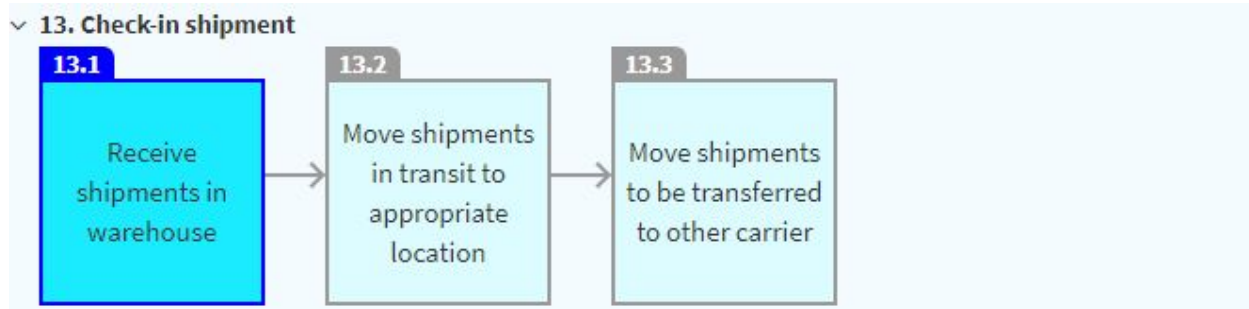 13. Check-in shipment
13.1
Receive
shipments in
warehouse
13.2
Move shipments
in transit to
appropriate
location
13.3
Move shipments
to be transferred
to other carrier